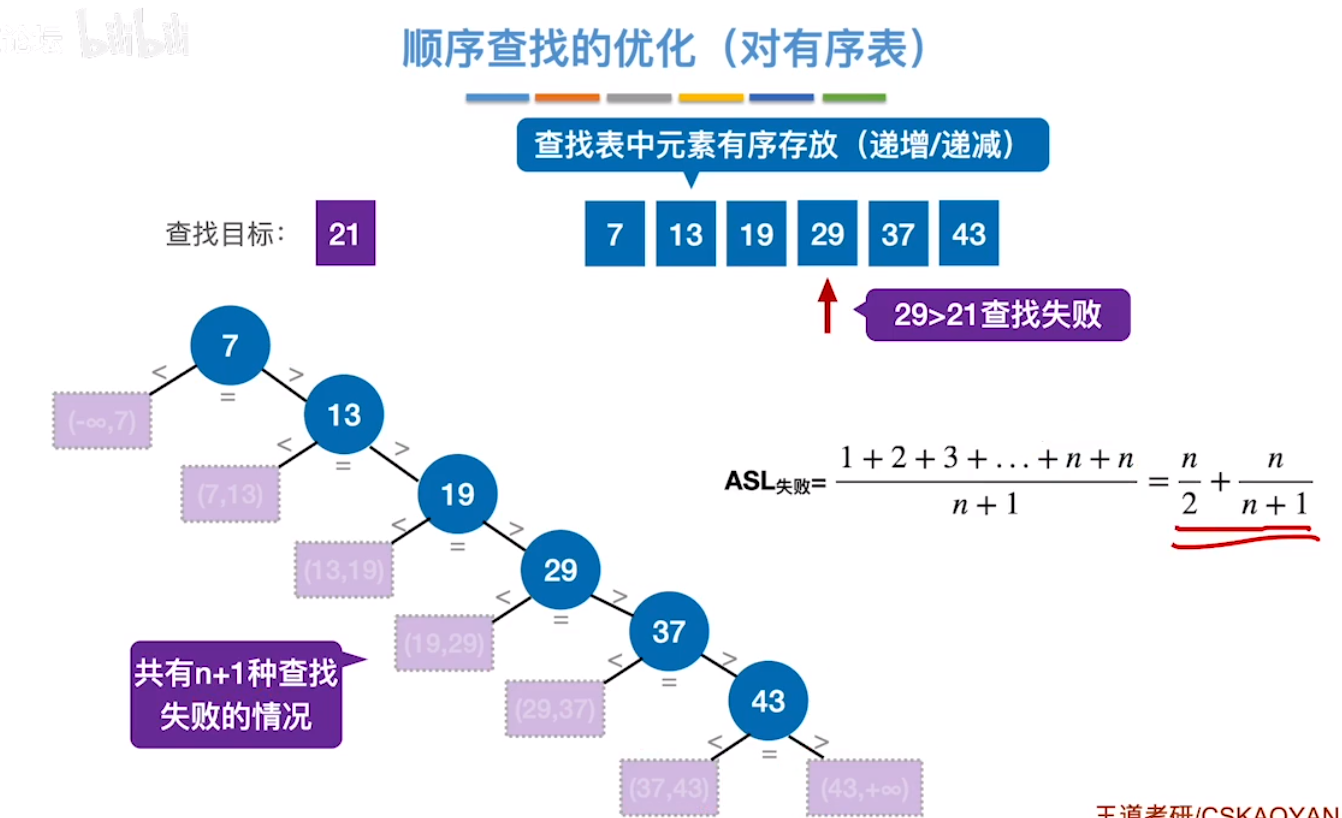 论坛 bilibili
顺序查找的优化（对有序表）
查找表中元素有序存放（递增/递减）
查找目标： 21
7 13 19 29 37 43
29>21查找失败
7
< = >
(-∞,7)
13
< = >
(7,13)
19
< = >
(13,19)
29
< = >
(19,29)
37
< = >
(29,37)
43
< = >
(37,43) (43,+∞)
共有n+1种查找
失败的情况
ASL失败= (1+2+3+…+n+n)/(n+1) = n/2 + n/(n+1)
王道考研/CSKAOYAN